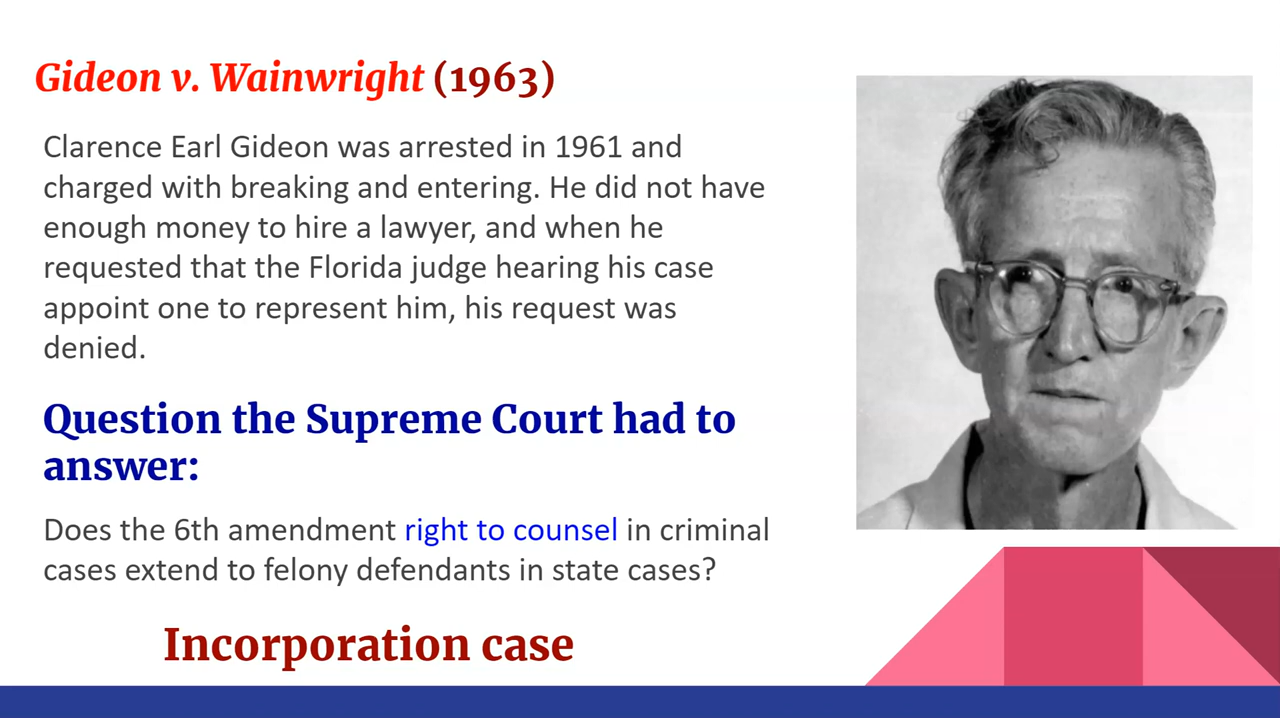 Gideon v. Wainwright (1963)
Clarence Earl Gideon was arrested in 1961 and
charged with breaking and entering. He did not have
enough money to hire a lawyer, and when he
requested that the Florida judge hearing his case
appoint one to represent him, his request was
denied.
Question the Supreme Court had to
answer:
Does the 6th amendment right to counsel in criminal
cases extend to felony defendants in state cases?
Incorporation case